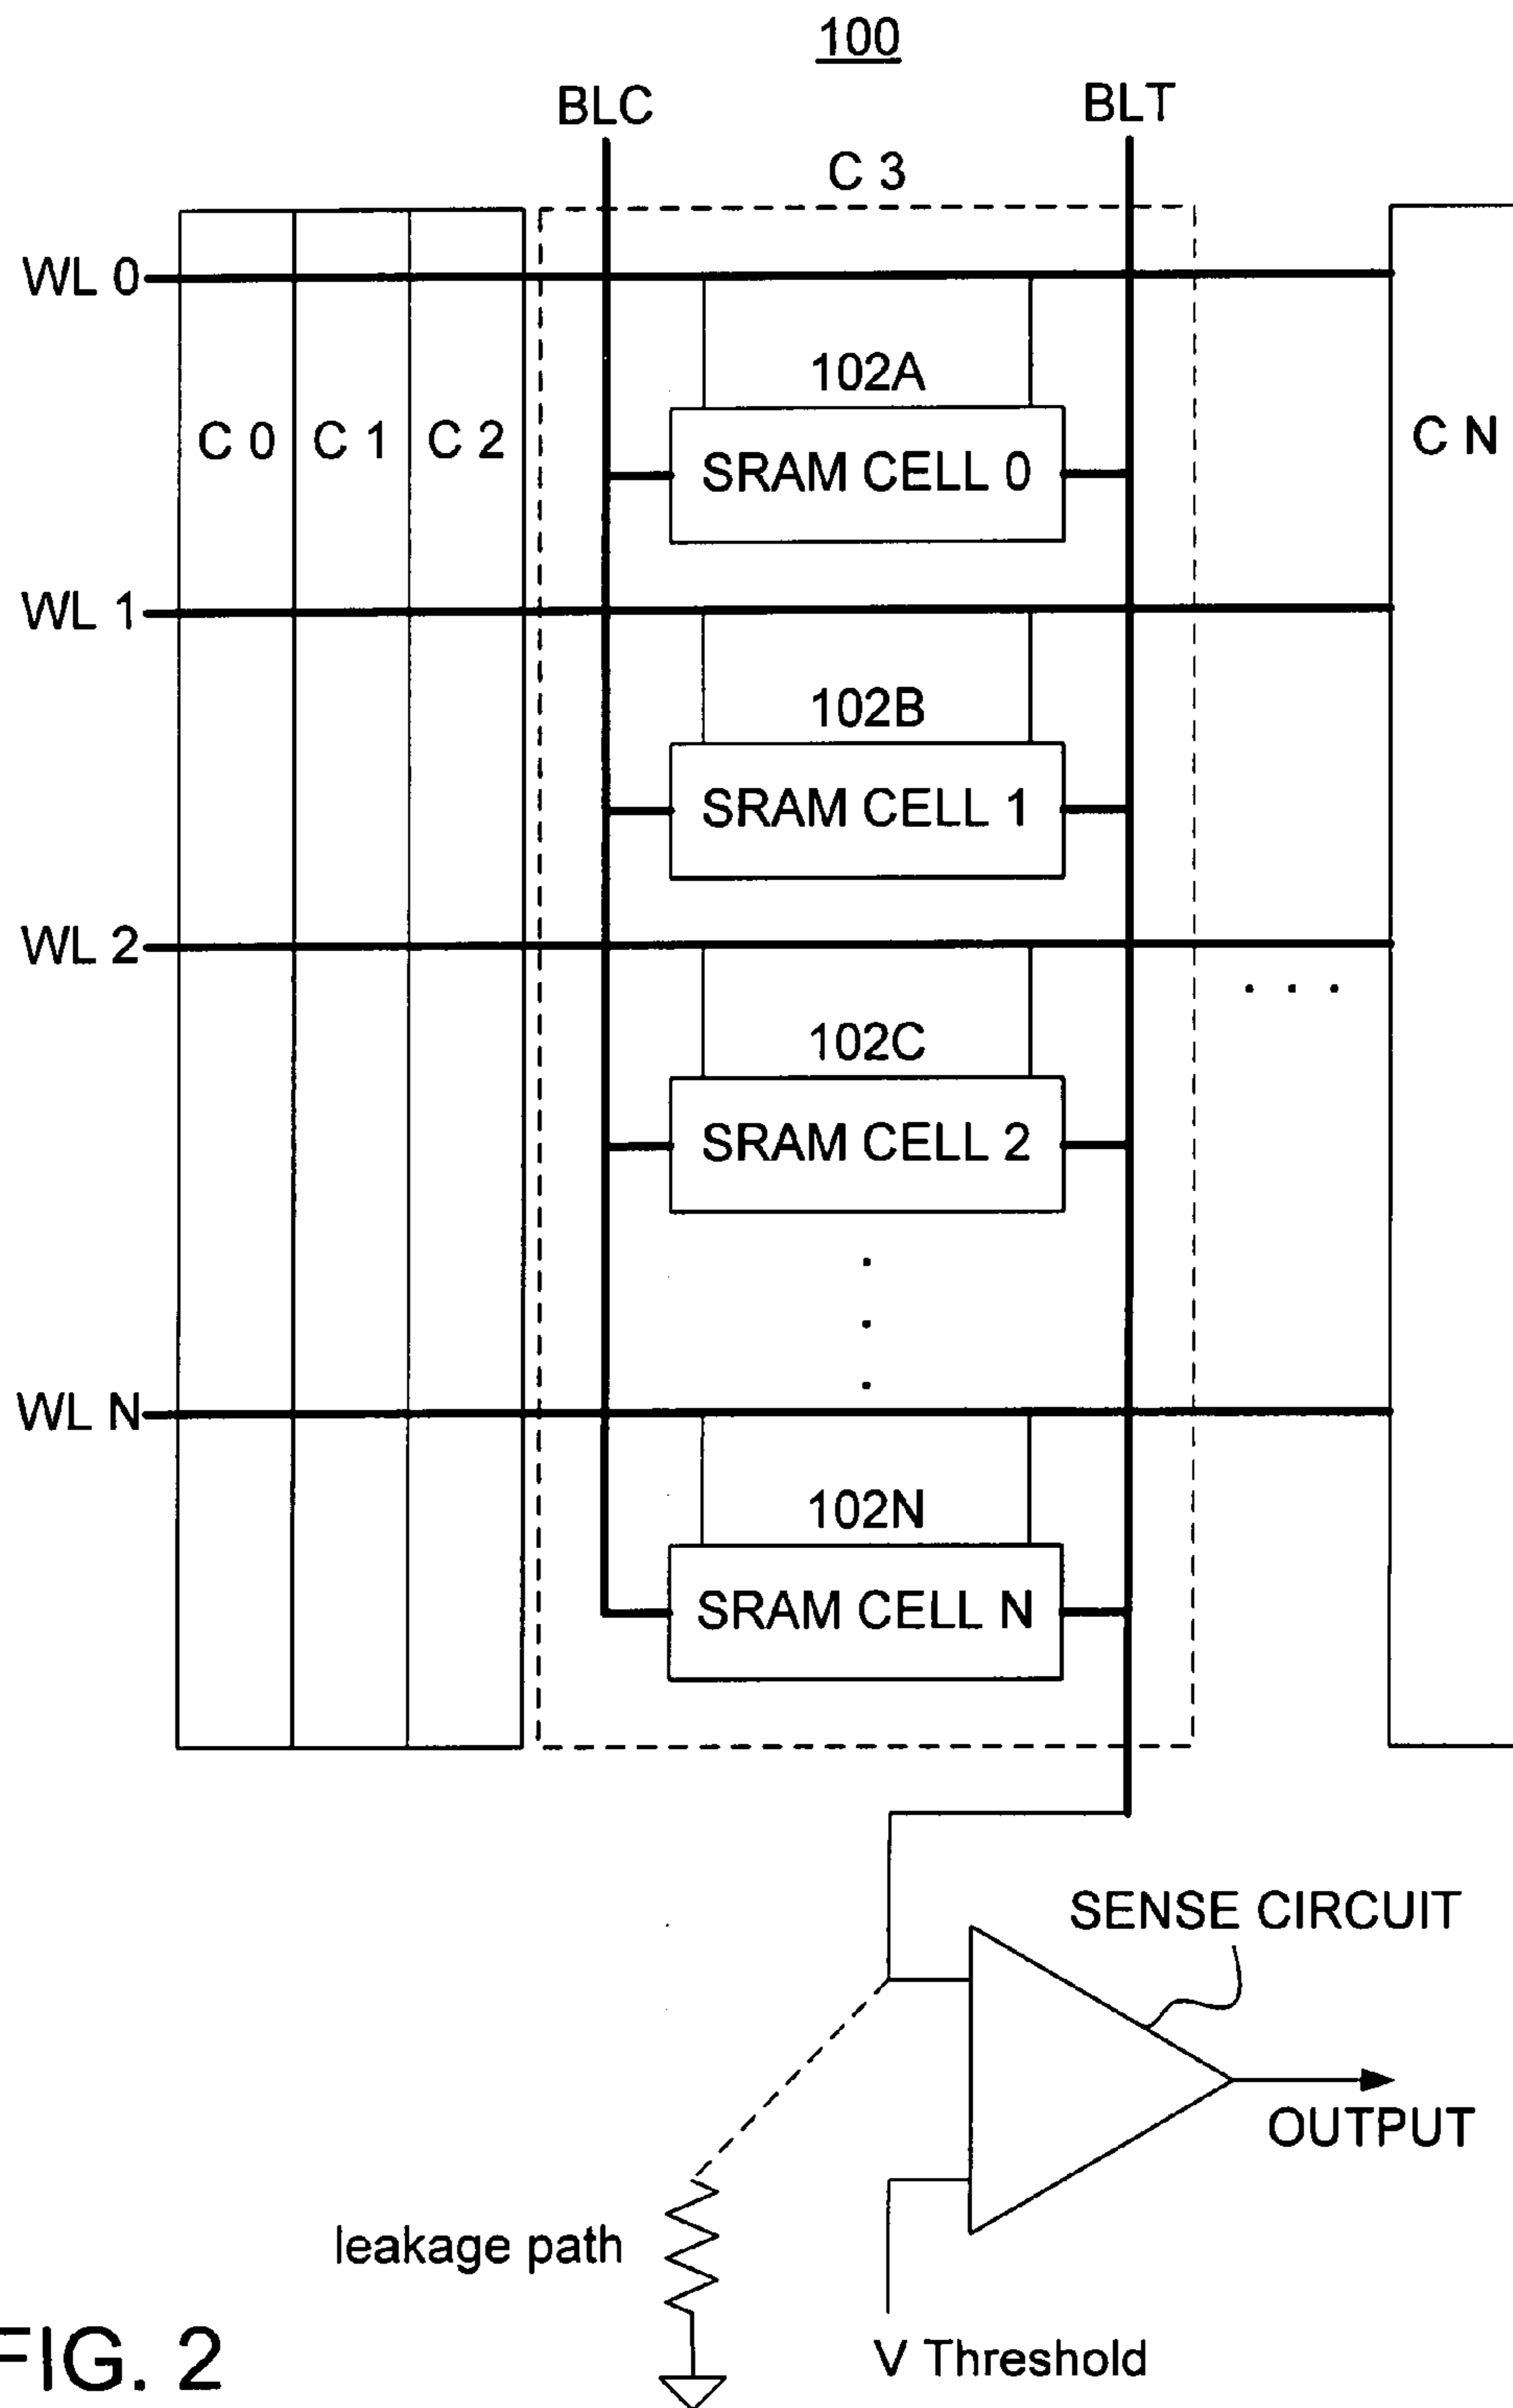 100
BLC
BLT
C 3
WL 0
102A
C 0
C 1
C 2
C N
SRAM CELL 0
WL 1
102B
SRAM CELL 1
WL 2
. . .
102C
SRAM CELL 2
.
.
.
WL N
102N
SRAM CELL N
SENSE CIRCUIT
OUTPUT
leakage path
V Threshold
FIG. 2